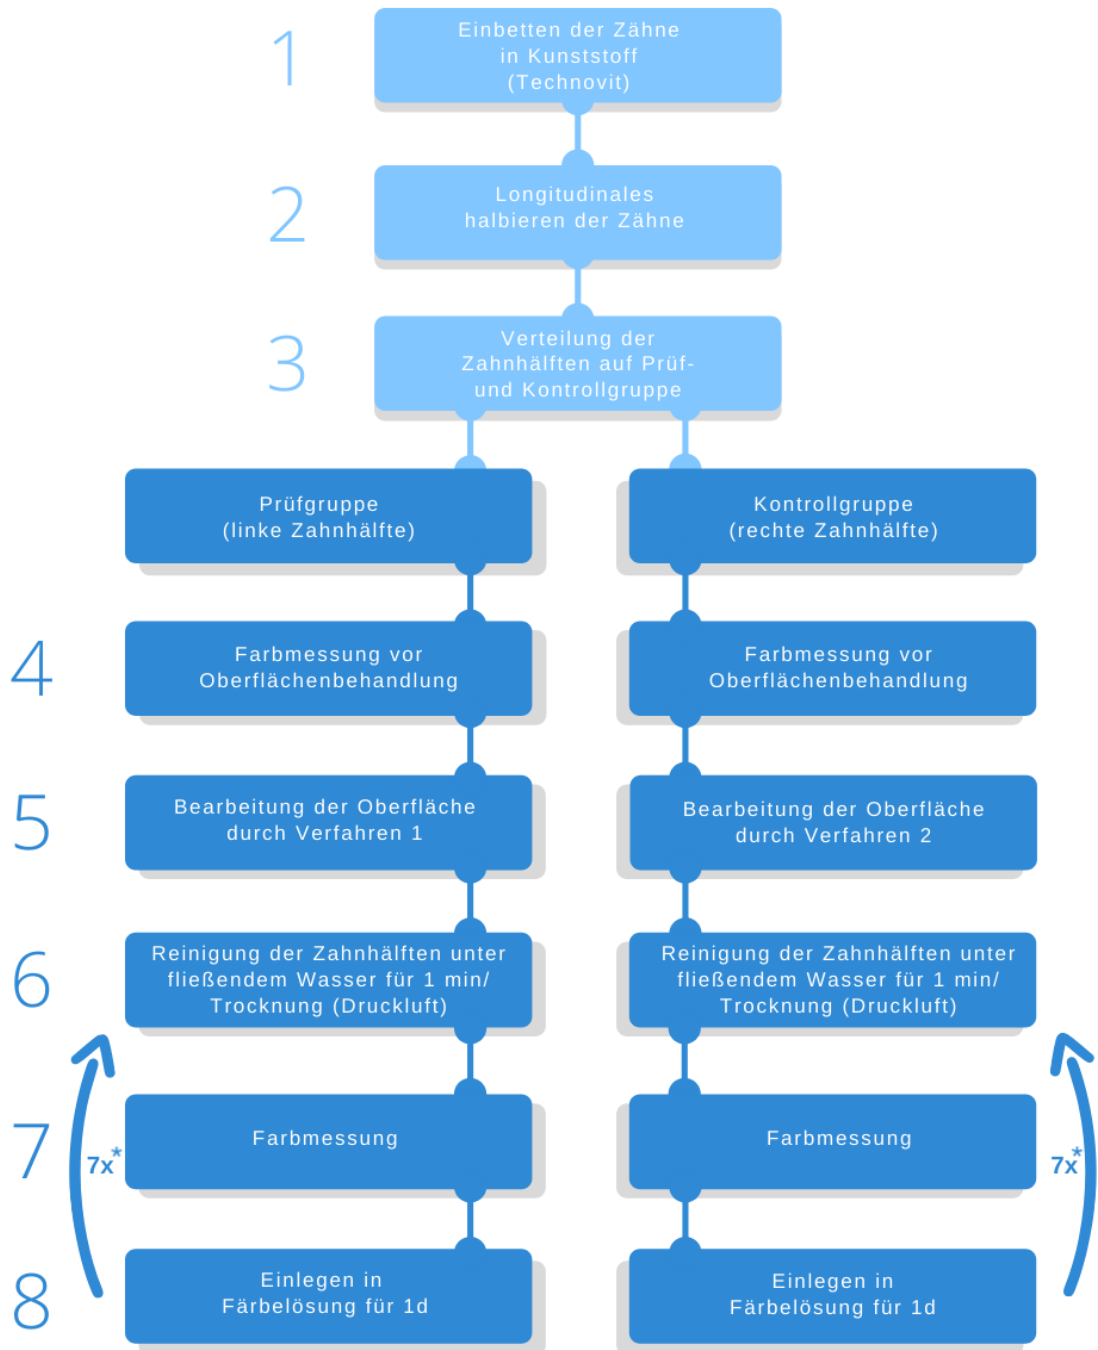 1
Einbetten der Zähne
in Kunststoff
(Technovit)
2
Longitudinales
halbieren der Zähne
3
Verteilung der
Zahnhälften auf Prüf-
und Kontrollgruppe
Prüfgruppe
(linke Zahnhälfte)
Kontrollgruppe
(rechte Zahnhälfte)
4
Farbmessung vor
Oberflächenbehandlung
Farbmessung vor
Oberflächenbehandlung
5
Bearbeitung der Oberfläche
durch Verfahren 1
Bearbeitung der Oberfläche
durch Verfahren 2
6
Reinigung der Zahnhälften unter
fließendem Wasser für 1 min/
Trocknung (Druckluft)
Reinigung der Zahnhälften unter
fließendem Wasser für 1 min/
Trocknung (Druckluft)
7
7x*
Farbmessung
Farbmessung
7x*
8
Einlegen in
Färbelösung für 1d
Einlegen in
Färbelösung für 1d